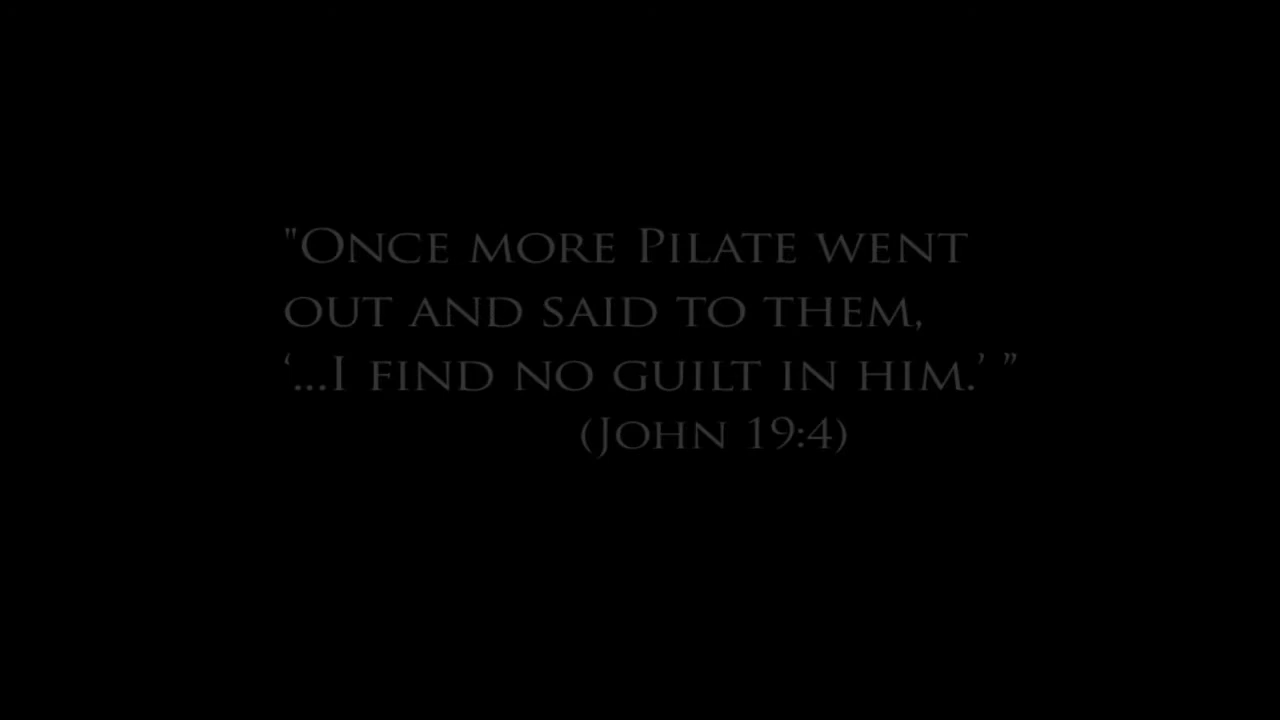 "Once more Pilate went
out and said to them,
‘...I find no guilt in him.’ ”
(John 19:4)